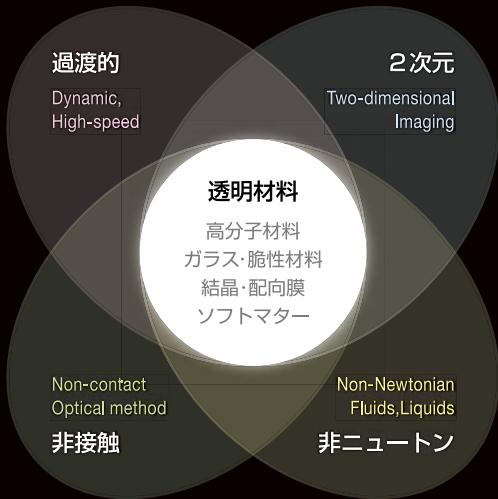 過渡的
Dynamic,
High-speed
２次元
Two-dimensional
Imaging
透明材料
高分子材料
ガラス・脆性材料
結晶・配向膜
ソフトマター
Non-contact
Optical method
非接触
Non-Newtonian
Fluids,Liquids
非ニュートン